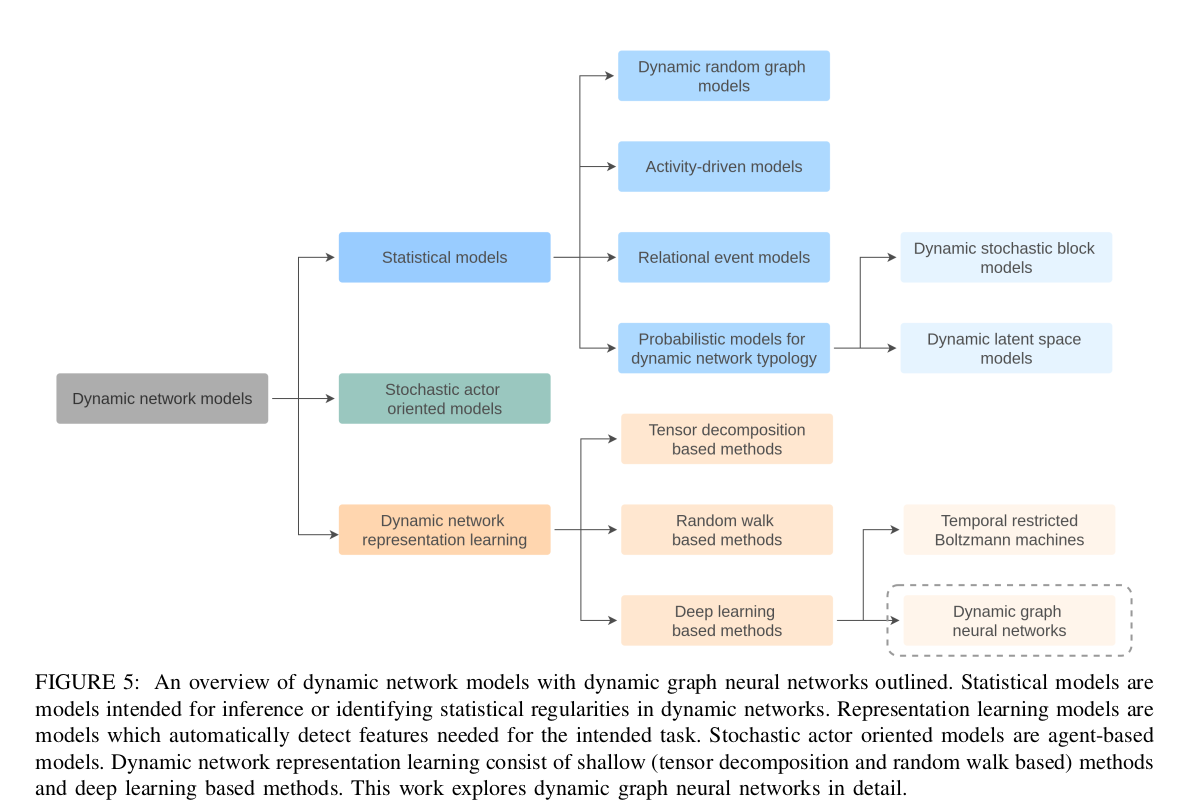 Dynamic random graph
models
Activity-driven models
Statistical models
Relational event models
Dynamic stochastic block
models
Probabilistic models for
dynamic network typology
Dynamic latent space
models
Dynamic network models
Stochastic actor
oriented models
Tensor decomposition
based methods
Dynamic network
representation learning
Random walk
based methods
Temporal restricted
Boltzmann machines
Deep learning
based methods
Dynamic graph
neural networks
FIGURE 5: An overview of dynamic network models with dynamic graph neural networks outlined. Statistical models are
models intended for inference or identifying statistical regularities in dynamic networks. Representation learning models are
models which automatically detect features needed for the intended task. Stochastic actor oriented models are agent-based
models. Dynamic network representation learning consist of shallow (tensor decomposition and random walk based) methods
and deep learning based methods. This work explores dynamic graph neural networks in detail.